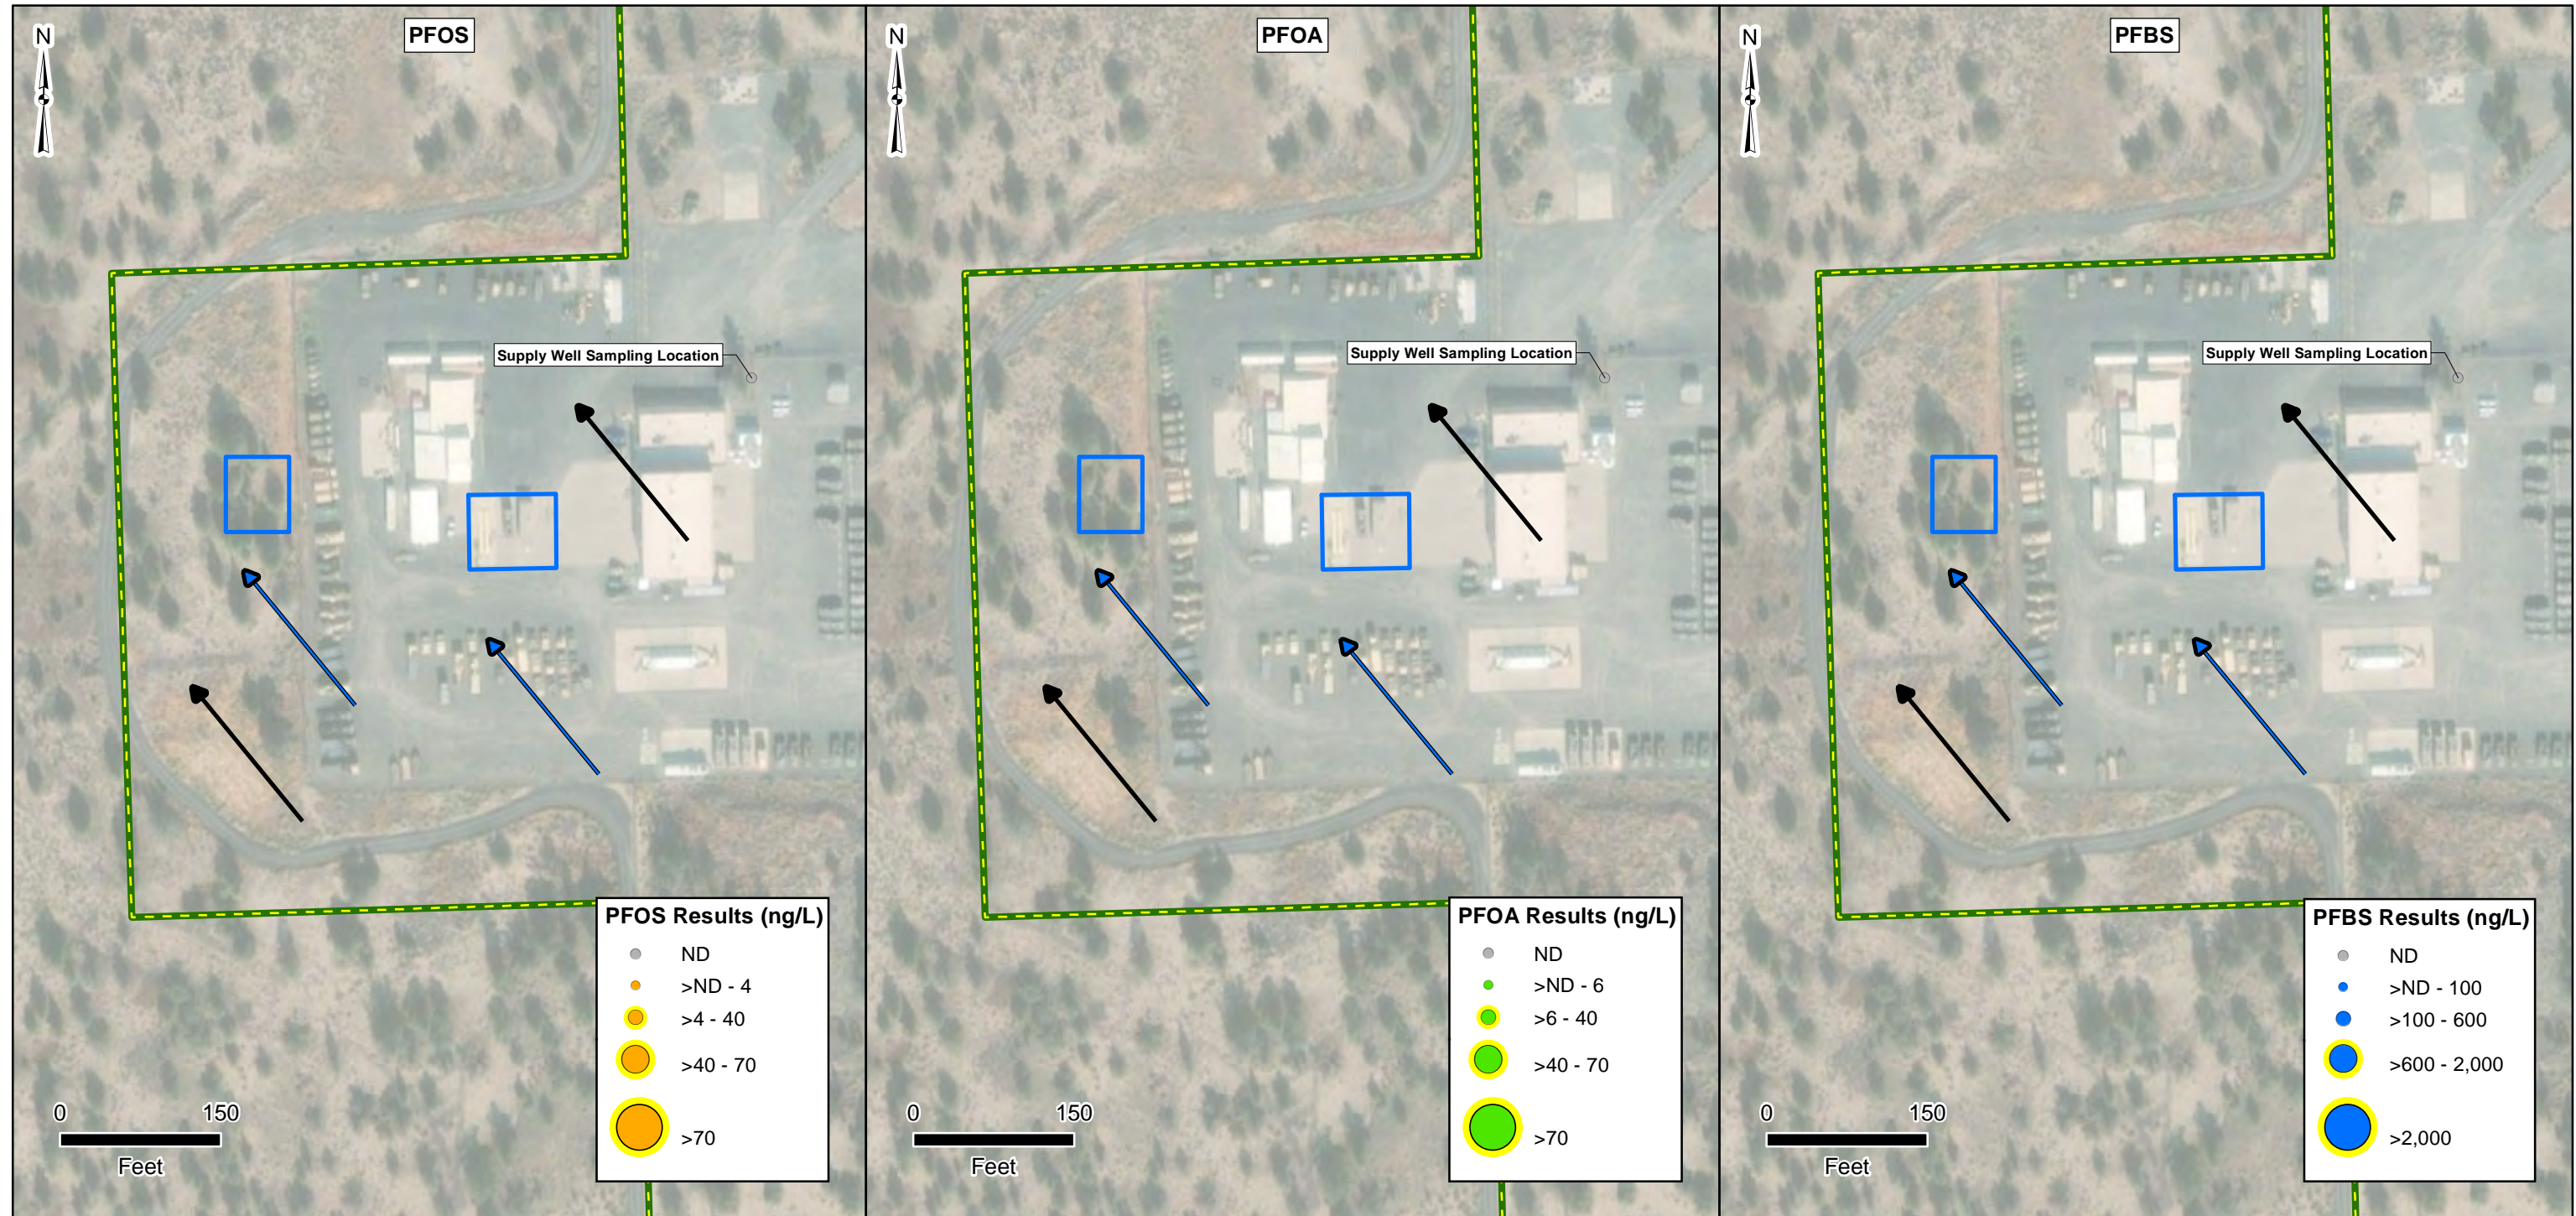 N
PFOS
Supply Well Sampling Location
PFOS Results (ng/L)
ND
>ND - 4
>4 - 40
>40 - 70
>70
0 150
Feet
N
PFOA
Supply Well Sampling Location
PFOA Results (ng/L)
ND
>ND - 6
>6 - 40
>40 - 70
>70
0 150
Feet
N
PFBS
Supply Well Sampling Location
PFBS Results (ng/L)
ND
>ND - 100
>100 - 600
>600 - 2,000
>2,000
0 150
Feet